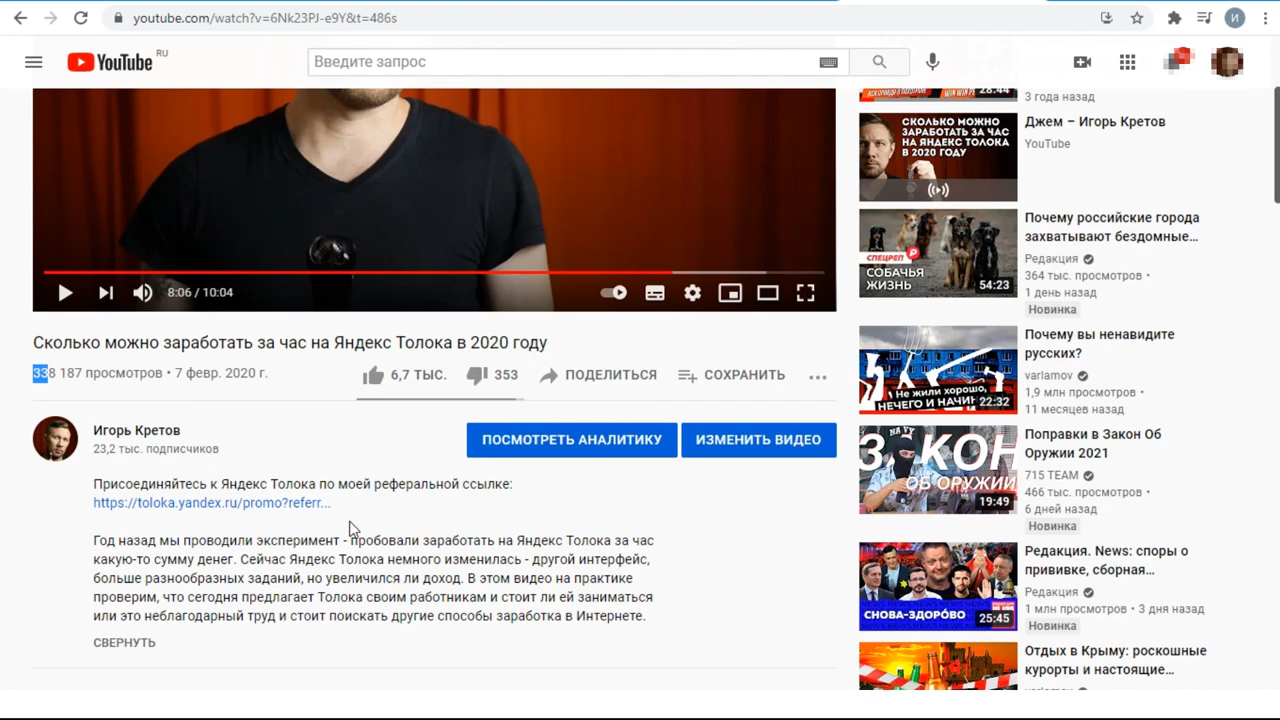 youtube.com/watch?v=6Nk23PJ-e9Y&t=486s
И
YouTube RU
Введите запрос
8:06 / 10:04
Сколько можно заработать за час на Яндекс Толока в 2020 году
338 187 просмотров • 7 февр. 2020 г.
6,7 ТЫС.
353
ПОДЕЛИТЬСЯ
СОХРАНИТЬ
Игорь Кретов
23,2 тыс. подписчиков
ПОСМОТРЕТЬ АНАЛИТИКУ
ИЗМЕНИТЬ ВИДЕО
Присоединяйтесь к Яндекс Толока по моей реферальной ссылке:
https://toloka.yandex.ru/promo?referr...
Год назад мы проводили эксперимент - пробовали заработать на Яндекс Толока за час
какую-то сумму денег. Сейчас Яндекс Толока немного изменилась - другой интерфейс,
больше разнообразных заданий, но увеличился ли доход. В этом видео на практике
проверим, что сегодня предлагает Толока своим работникам и стоит ли ей заниматься
или это неблагодарный труд и стоит поискать другие способы заработка в Интернете.
СВЕРНУТЬ
28:44
3 года назад
СКОЛЬКО МОЖНО
ЗАРАБОТАТЬ ЗА ЧАС
НА ЯНДЕКС ТОЛОКА
В 2020 ГОДУ
Джем – Игорь Кретов
YouTube
СПЕЦРЕП
СОБАЧЬЯ
ЖИЗНЬ
54:23
Почему российские города
захватывают бездомные...
Редакция
364 тыс. просмотров •
1 день назад
Новинка
Не жили хорошо,
НЕЧЕГО И НАЧИ
22:32
Почему вы ненавидите
русских?
varlamov
1,9 млн просмотров •
11 месяцев назад
ЗАКОН
ОБ ОРУЖИИ
19:49
Поправки в Закон Об
Оружии 2021
715 TEAM
466 тыс. просмотров •
6 дней назад
Новинка
СНОВА-ЗДОРО́ВО
25:45
Редакция. News: споры о
прививке, сборная...
Редакция
1 млн просмотров • 3 дня назад
Новинка
Отдых в Крыму: роскошные
курорты и настоящие...